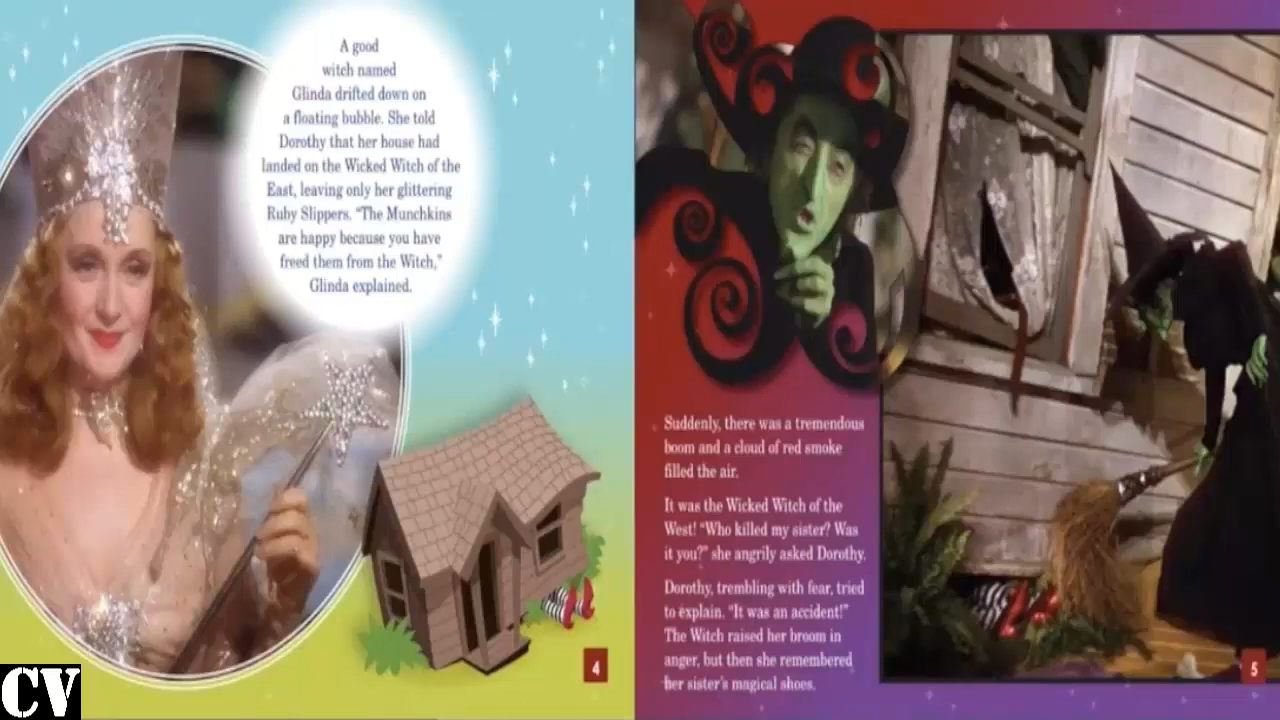 A good
witch named
Glinda drifted down on
a floating bubble. She told
Dorothy that her house had
landed on the Wicked Witch of the
East, leaving only her glittering
Ruby Slippers. “The Munchkins
are happy because you have
freed them from the Witch,”
Glinda explained.
4
Suddenly, there was a tremendous
boom and a cloud of red smoke
filled the air.
It was the Wicked Witch of the
West! “Who killed my sister? Was
it you?” she angrily asked Dorothy.
Dorothy, trembling with fear, tried
to explain. “It was an accident!”
The Witch raised her broom in
anger, but then she remembered
her sister’s magical shoes.
5
CV